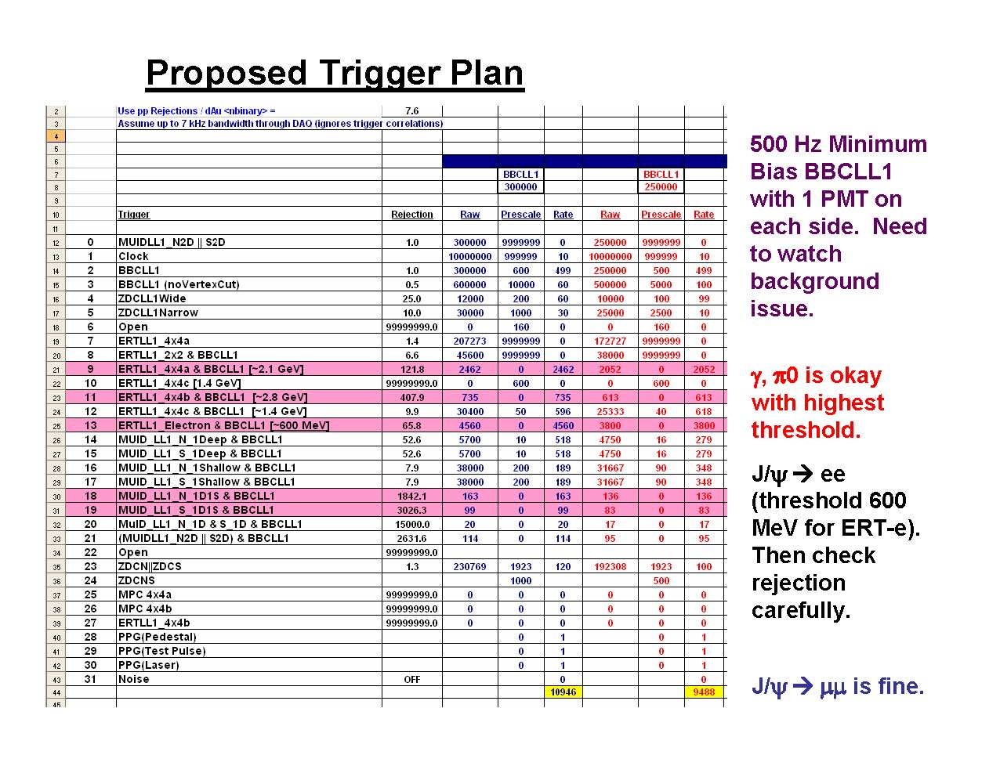 Proposed Trigger Plan
2 Use pp Rejections / dAu <nbinary> = 7.6
3 Assume up to 7 kHz bandwidth through DAQ (ignores trigger correlations)
4
5
6
7 BBCLL1 BBCLL1
8 300000 250000
9
10 Trigger Rejection Raw Prescale Rate Raw Prescale Rate
11
12 0 MUIDLL1_N2D || S2D 1.0 300000 9999999 0 250000 9999999 0
13 1 Clock 10000000 999999 10 10000000 999999 10
14 2 BBCLL1 1.0 300000 600 499 250000 500 499
15 3 BBCLL1 (noVertexCut) 0.5 600000 10000 60 500000 5000 100
16 4 ZDCLL1Wide 25.0 12000 200 60 10000 100 99
17 5 ZDCLL1Narrow 10.0 30000 1000 30 25000 2500 10
18 6 Open 99999999.0 0 160 0 0 160 0
19 7 ERTLL1_4x4a 1.4 207273 9999999 0 172727 9999999 0
20 8 ERTLL1_2x2 & BBCLL1 6.6 45600 9999999 0 38000 9999999 0
21 9 ERTLL1_4x4a & BBCLL1 [~2.1 GeV] 121.8 2462 0 2462 2052 0 2052
22 10 ERTLL1_4x4c [1.4 GeV] 99999999.0 0 600 0 0 600 0
23 11 ERTLL1_4x4b & BBCLL1 [~2.8 GeV] 407.9 735 0 735 613 0 613
24 12 ERTLL1_4x4c & BBCLL1 [~1.4 GeV] 9.9 30400 50 596 25333 40 618
25 13 ERTLL1_Electron & BBCLL1 [~600 MeV] 65.8 4560 0 4560 3800 0 3800
26 14 MUID_LL1_N_1Deep & BBCLL1 52.6 5700 10 518 4750 16 279
27 15 MUID_LL1_S_1Deep & BBCLL1 52.6 5700 10 518 4750 16 279
28 16 MUID_LL1_N_1Shallow & BBCLL1 7.9 38000 200 189 31667 90 348
29 17 MUID_LL1_S_1Shallow & BBCLL1 7.9 38000 200 189 31667 90 348
30 18 MUID_LL1_N_1D1S & BBCLL1 1842.1 163 0 163 136 0 136
31 19 MUID_LL1_S_1D1S & BBCLL1 3026.3 99 0 99 83 0 83
32 20 MuID_LL1_N_1D & S_1D & BBCLL1 15000.0 20 0 20 17 0 17
33 21 (MUIDLL1_N2D || S2D) & BBCLL1 2631.6 114 0 114 95 0 95
34 22 Open 99999999.0
35 23 ZDCN||ZDCS 1.3 230769 1923 120 192308 1923 100
36 24 ZDCNS 1000 500
37 25 MPC 4x4a 99999999.0 0 0 0 0 0 0
38 26 MPC 4x4b 99999999.0 0 0 0 0 0 0
39 27 ERTLL1_4x4b 99999999.0 0 0 0 0 0 0
40 28 PPG(Pedestal) 0 1 0 1
41 29 PPG(Test Pulse) 0 1 0 1
42 30 PPG(Laser) 0 1 0 1
43 31 Noise OFF 0 0
44 10946 9488
45
500 Hz Minimum
Bias BBCLL1
with 1 PMT on
each side. Need
to watch
background
issue.
γ, π0 is okay
with highest
threshold.
J/ψ → ee
(threshold 600
MeV for ERT-e).
Then check
rejection
carefully.
J/ψ → μμ is fine.